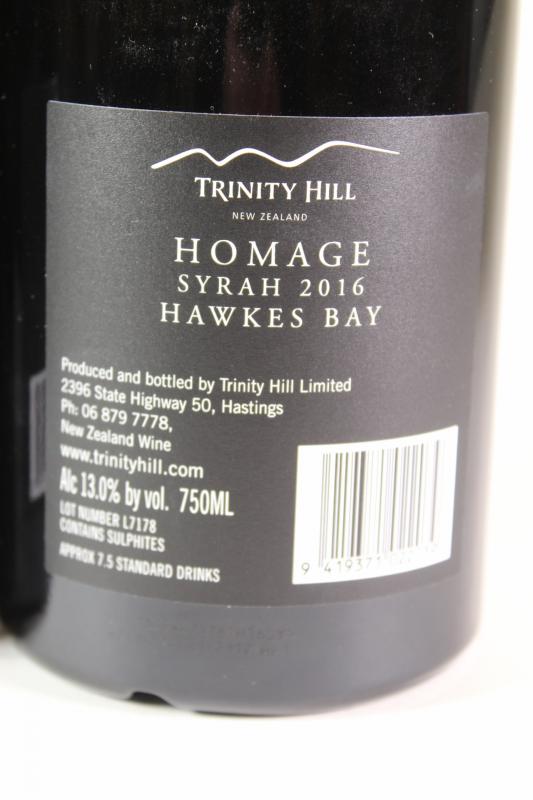 TRINITY HILL
NEW ZEALAND
HOMAGE
SYRAH 2016
HAWKES BAY
Produced and bottled by Trinity Hill Limited
2396 State Highway 50, Hastings
Ph: 06 879 7778,
New Zealand Wine
www.trinityhill.com
Alc 13.0% by vol. 750ML
LOT NUMBER L7178
CONTAINS SULPHITES
APPROX 7.5 STANDARD DRINKS
9 419371